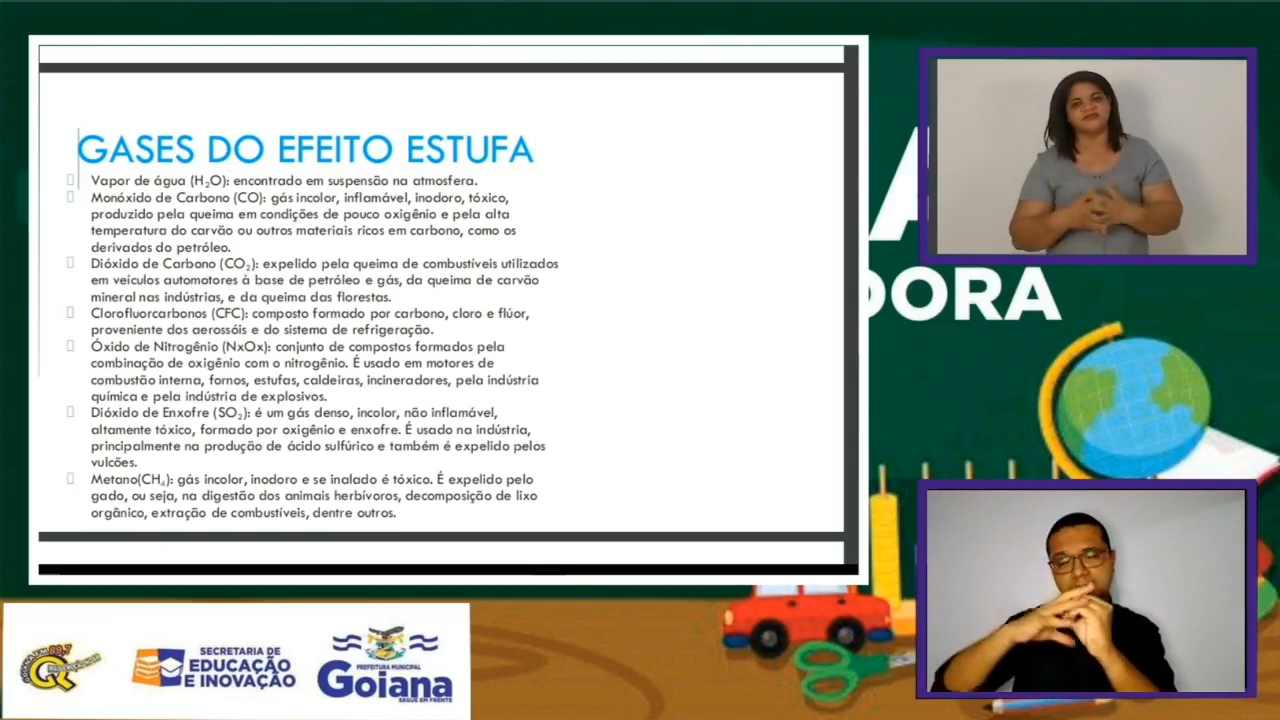 GASES DO EFEITO ESTUFA
Vapor de água (H₂O): encontrado em suspensão na atmosfera.
Monóxido de Carbono (CO): gás incolor, inflamável, inodoro, tóxico,
produzido pela queima em condições de pouco oxigênio e pela alta
temperatura do carvão ou outros materiais ricos em carbono, como os
derivados do petróleo.
Dióxido de Carbono (CO₂): expelido pela queima de combustíveis utilizados
em veículos automotores à base de petróleo e gás, da queima de carvão
mineral nas indústrias, e da queima das florestas.
Clorofluorcarbonos (CFC): composto formado por carbono, cloro e flúor,
proveniente dos aerossóis e do sistema de refrigeração.
Óxido de Nitrogênio (NxOx): conjunto de compostos formados pela
combinação de oxigênio com o nitrogênio. É usado em motores de
combustão interna, fornos, estufas, caldeiras, incineradores, pela indústria
química e pela indústria de explosivos.
Dióxido de Enxofre (SO₂): é um gás denso, incolor, não inflamável,
altamente tóxico, formado por oxigênio e enxofre. É usado na indústria,
principalmente na produção de ácido sulfúrico e também é expelido pelos
vulcões.
Metano(CH₄): gás incolor, inodoro e se inalado é tóxico. É expelido pelo
gado, ou seja, na digestão dos animais herbívoros, decomposição de lixo
orgânico, extração de combustíveis, dentre outros.
A
DORA
GOIANA FM 89,7
SECRETARIA DE
EDUCAÇÃO
E INOVAÇÃO
PREFEITURA MUNICIPAL
Goiana
SEGUE EM FRENTE